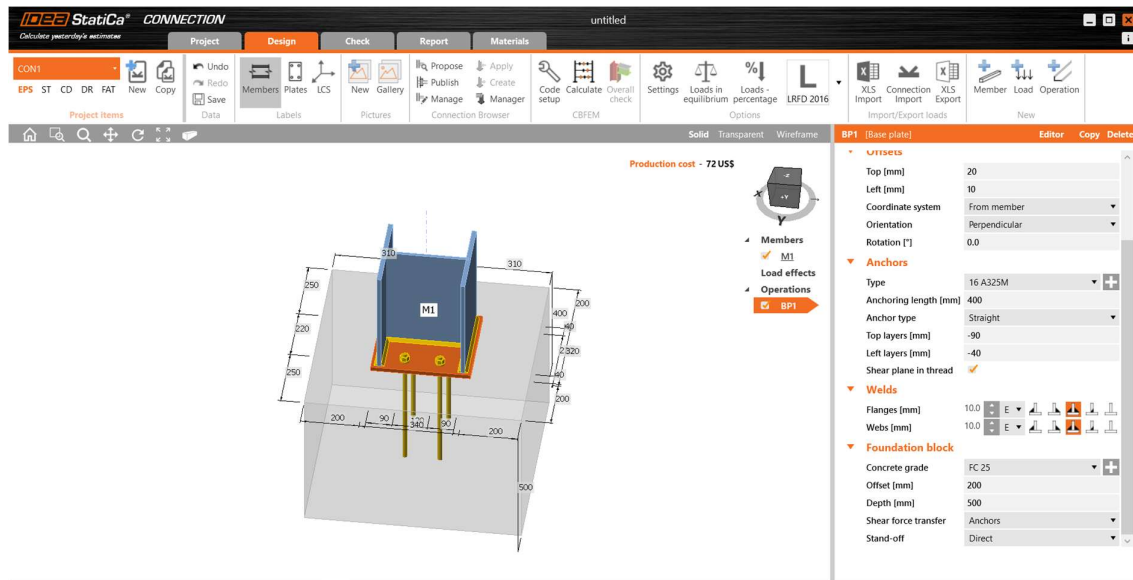 IDEA StatiCa® CONNECTION
untitled
Calculate yesterday's estimates
Project Design Check Report Materials
CON1
EPS ST CD DR FAT
New Copy
Project items
Undo
Redo
Save
Data
Members Plates LCS
Labels
New Gallery
Pictures
Propose Apply
Publish Create
Manage Manager
Connection Browser
Code setup Calculate Overall check
CBFEM
Settings Loads in equilibrium Loads - percentage LRFD 2016
Options
XLS Import Connection Import XLS Export
Import/Export loads
Member Load Operation
New
Solid Transparent Wireframe
BP1 [Base plate] Editor Copy Delete
Production cost - 72 US$
-Z
+Y
X
Y
Members
M1
Load effects
Operations
BP1
310
310
250
220
250
200
400
40
320
40
200
M1
200
90
340
90
200
500
Offsets
Top [mm] 20
Left [mm] 10
Coordinate system From member
Orientation Perpendicular
Rotation [°] 0.0
Anchors
Type 16 A325M
Anchoring length [mm] 400
Anchor type Straight
Top layers [mm] -90
Left layers [mm] -40
Shear plane in thread
Welds
Flanges [mm] 10.0 E
Webs [mm] 10.0 E
Foundation block
Concrete grade FC 25
Offset [mm] 200
Depth [mm] 500
Shear force transfer Anchors
Stand-off Direct